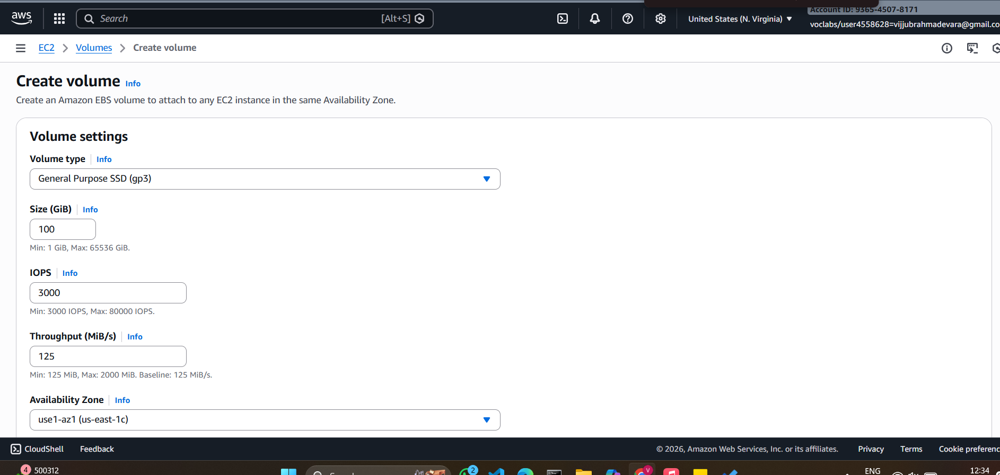 aws
Search
[Alt+S]
United States (N. Virginia)
Account ID: 9365-4507-8171
voclabs/user4558628=vijjubrahmadevara@gmail.co
EC2 > Volumes > Create volume
Create volume Info
Create an Amazon EBS volume to attach to any EC2 instance in the same Availability Zone.
Volume settings
Volume type Info
General Purpose SSD (gp3)
Size (GiB) Info
100
Min: 1 GiB, Max: 65536 GiB.
IOPS Info
3000
Min: 3000 IOPS, Max: 80000 IOPS.
Throughput (MiB/s) Info
125
Min: 125 MiB, Max: 2000 MiB. Baseline: 125 MiB/s.
Availability Zone Info
use1-az1 (us-east-1c)
CloudShell Feedback
© 2026, Amazon Web Services, Inc. or its affiliates. Privacy Terms Cookie preferenc
4 500312
2
V
ENG
12:34